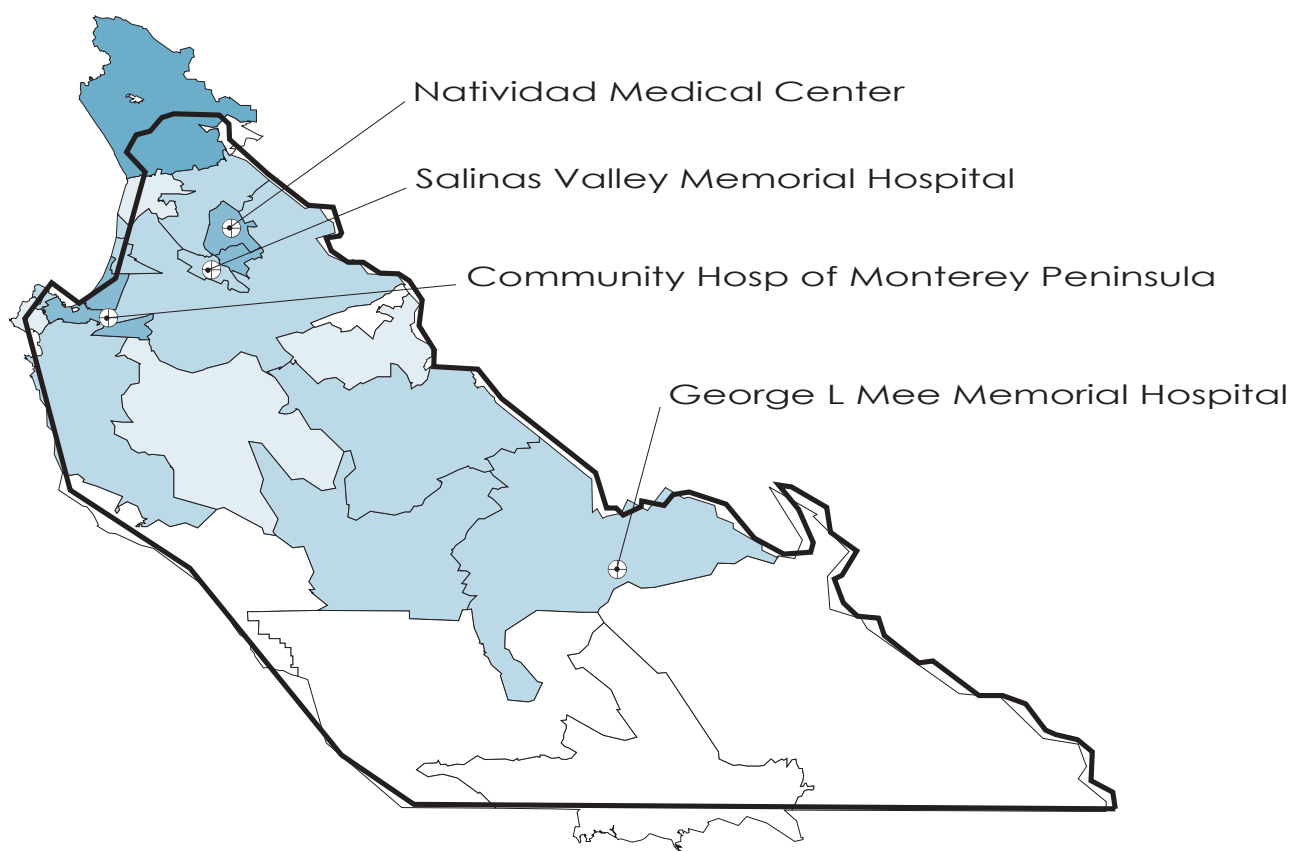 Natividad Medical Center
Salinas Valley Memorial Hospital
Community Hosp of Monterey Peninsula
George L Mee Memorial Hospital